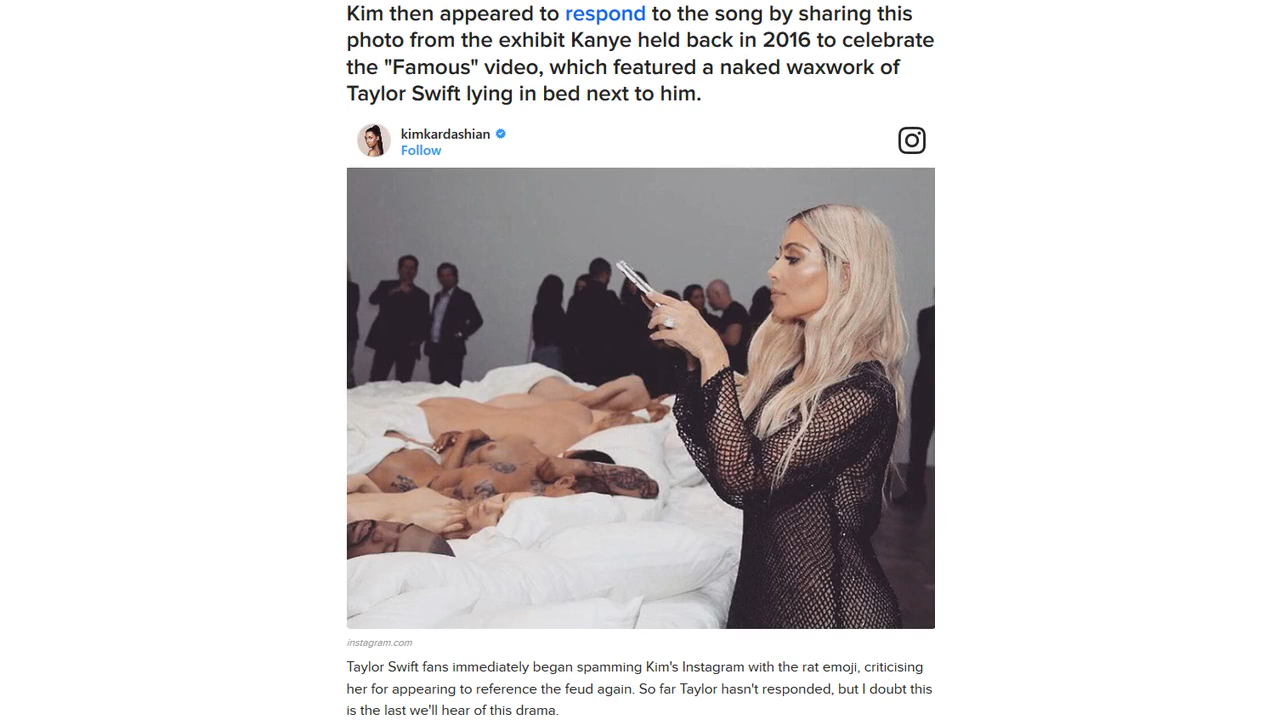 Kim then appeared to respond to the song by sharing this
photo from the exhibit Kanye held back in 2016 to celebrate
the "Famous" video, which featured a naked waxwork of
Taylor Swift lying in bed next to him.
kimkardashian
Follow
instagram.com
Taylor Swift fans immediately began spamming Kim's Instagram with the rat emoji, criticising
her for appearing to reference the feud again. So far Taylor hasn't responded, but I doubt this
is the last we'll hear of this drama.